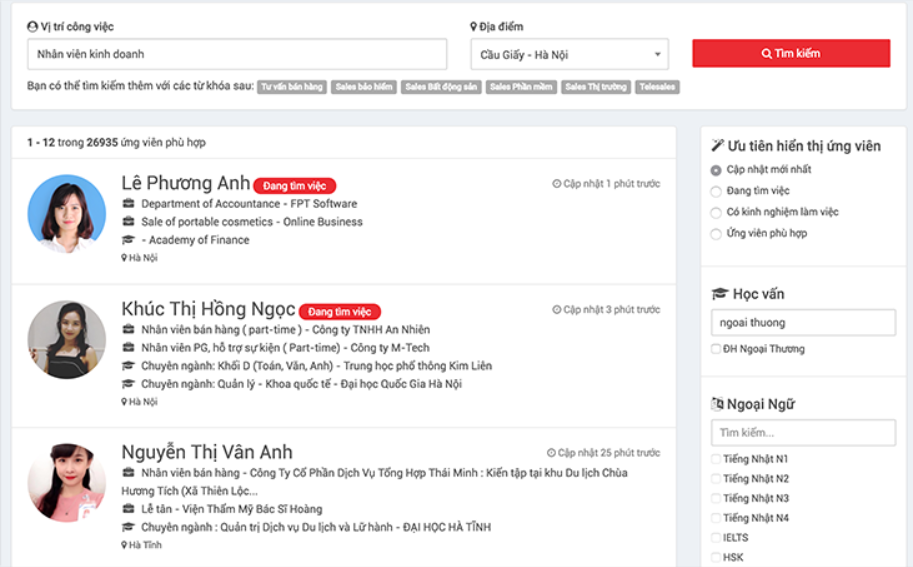 Vị trí công việc
Địa điểm
Nhân viên kinh doanh
Cầu Giấy - Hà Nội
Tìm kiếm
Bạn có thể tìm kiếm thêm với các từ khóa sau: Tư vấn bán hàng Sales bảo hiểm Sales Bất động sản Sales Phần mềm Sales Thị trường Telesales
1 - 12 trong 26935 ứng viên phù hợp
Lê Phương Anh Đang tìm việc
Cập nhật 1 phút trước
Department of Accountance - FPT Software
Sale of portable cosmetics - Online Business
- Academy of Finance
Hà Nội
Khúc Thị Hồng Ngọc Đang tìm việc
Cập nhật 3 phút trước
Nhân viên bán hàng ( part-time ) - Công ty TNHH An Nhiên
Nhân viên PG, hỗ trợ sự kiện ( Part-time) - Công ty M-Tech
Chuyên ngành: Khối D (Toán, Văn, Anh) - Trung học phổ thông Kim Liên
Chuyên ngành: Quản lý - Khoa quốc tế - Đại học Quốc Gia Hà Nội
Hà Nội
Nguyễn Thị Vân Anh
Cập nhật 25 phút trước
Nhân viên bán hàng - Công Ty Cổ Phần Dịch Vụ Tổng Hợp Thái Minh : Kiến tập tại khu Du lịch Chùa
Hương Tích (Xã Thiên Lộc...
Lễ tân - Viện Thẩm Mỹ Bác Sĩ Hoàng
Chuyên ngành : Quản trị Dịch vụ Du lịch và Lữ hành - ĐẠI HỌC HÀ TĨNH
Hà Tĩnh
Ưu tiên hiển thị ứng viên
Cập nhật mới nhất
Đang tìm việc
Có kinh nghiệm làm việc
Ứng viên phù hợp
Học vấn
ngoai thuong
ĐH Ngoại Thương
Ngoại Ngữ
Tìm kiếm...
Tiếng Nhật N1
Tiếng Nhật N2
Tiếng Nhật N3
Tiếng Nhật N4
IELTS
HSK